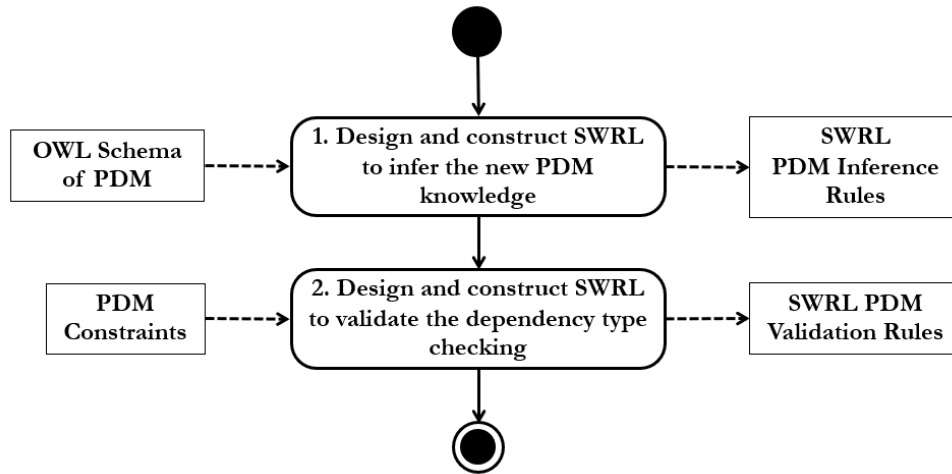 OWL Schema
of PDM
1. Design and construct SWRL
to infer the new PDM
knowledge
SWRL
PDM Inference
Rules
PDM
Constraints
2. Design and construct SWRL
to validate the dependency type
checking
SWRL PDM
Validation Rules